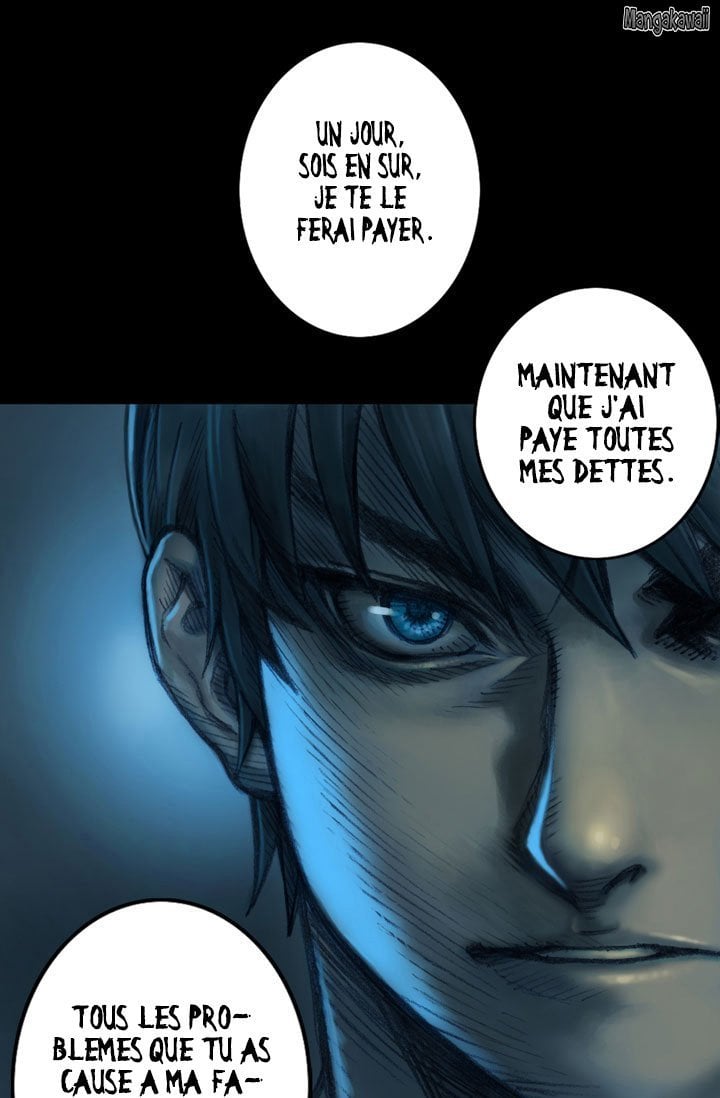 Mangakawaii
UN JOUR,
SOIS EN SUR,
JE TE LE
FERAI PAYER.
MAINTENANT
QUE J'AI
PAYE TOUTES
MES DETTES.
TOUS LES PRO-
BLEMES QUE TU AS
CAUSE A MA FA-